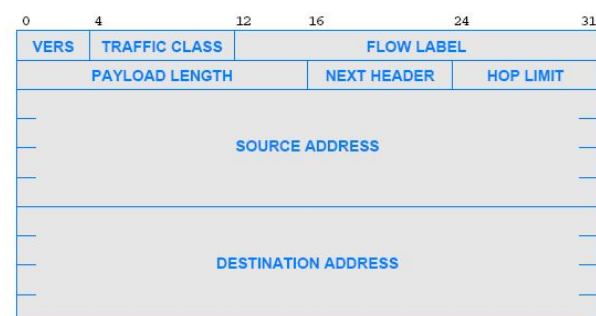 0 4 12 16 24 31
VERS TRAFFIC CLASS FLOW LABEL
PAYLOAD LENGTH NEXT HEADER HOP LIMIT
SOURCE ADDRESS
DESTINATION ADDRESS